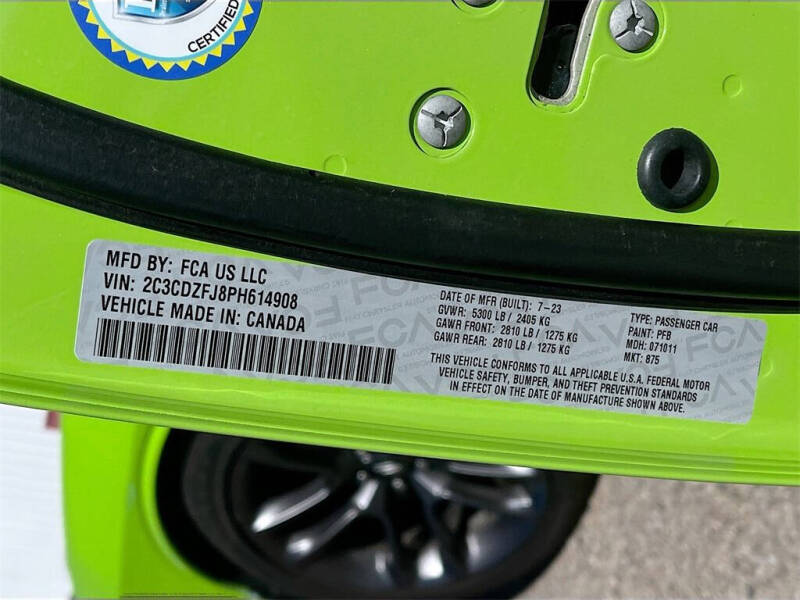 CERTIFIED
MFD BY: FCA US LLC
VIN: 2C3CDZFJ8PH614908
VEHICLE MADE IN: CANADA
DATE OF MFR (BUILT): 7-23
GVWR: 5300 LB / 2405 KG
GAWR FRONT: 2810 LB / 1275 KG
GAWR REAR: 2810 LB / 1275 KG
TYPE: PASSENGER CAR
PAINT: PFB
MDH: 071011
MKT: 875
THIS VEHICLE CONFORMS TO ALL APPLICABLE U.S.A. FEDERAL MOTOR
VEHICLE SAFETY, BUMPER, AND THEFT PREVENTION STANDARDS
IN EFFECT ON THE DATE OF MANUFACTURE SHOWN ABOVE.